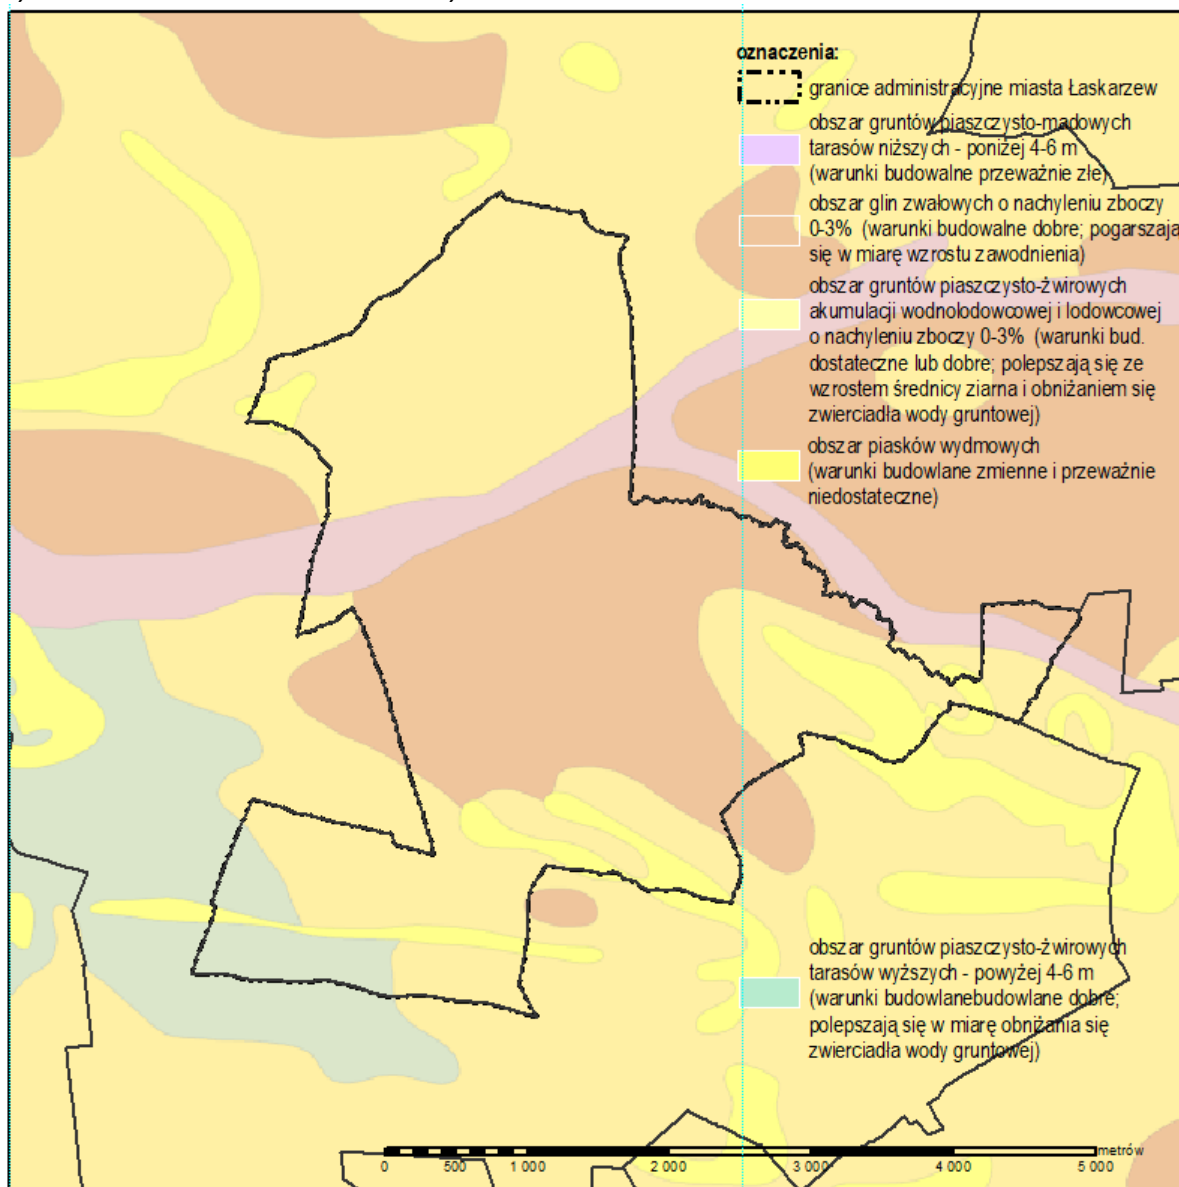 oznaczenia:
granice administracyjne miasta Łaskarzew
obszar gruntów piaszczysto-madowych
tarasów niższych - poniżej 4-6 m
(warunki budowalne przeważnie złe)
obszar glin zwałowych o nachyleniu zboczy
0-3% (warunki budowalne dobre; pogarszają
się w miarę wzrostu zawodnienia)
obszar gruntów piaszczysto-żwirowych
akumulacji wodnolodowcowej i lodowcowej
o nachyleniu zboczy 0-3% (warunki bud.
dostateczne lub dobre; polepszają się ze
wzrostem średnicy ziarna i obniżaniem się
zwierciadła wody gruntowej)
obszar piasków wydmowych
(warunki budowlane zmienne i przeważnie
niedostateczne)
obszar gruntów piaszczysto-żwirowych
tarasów wyższych - powyżej 4-6 m
(warunki budowlanebudowlane dobre;
polepszają się w miarę obniżania się
zwierciadła wody gruntowej)
metrów
0 500 1 000 2 000 3 000 4 000 5 000